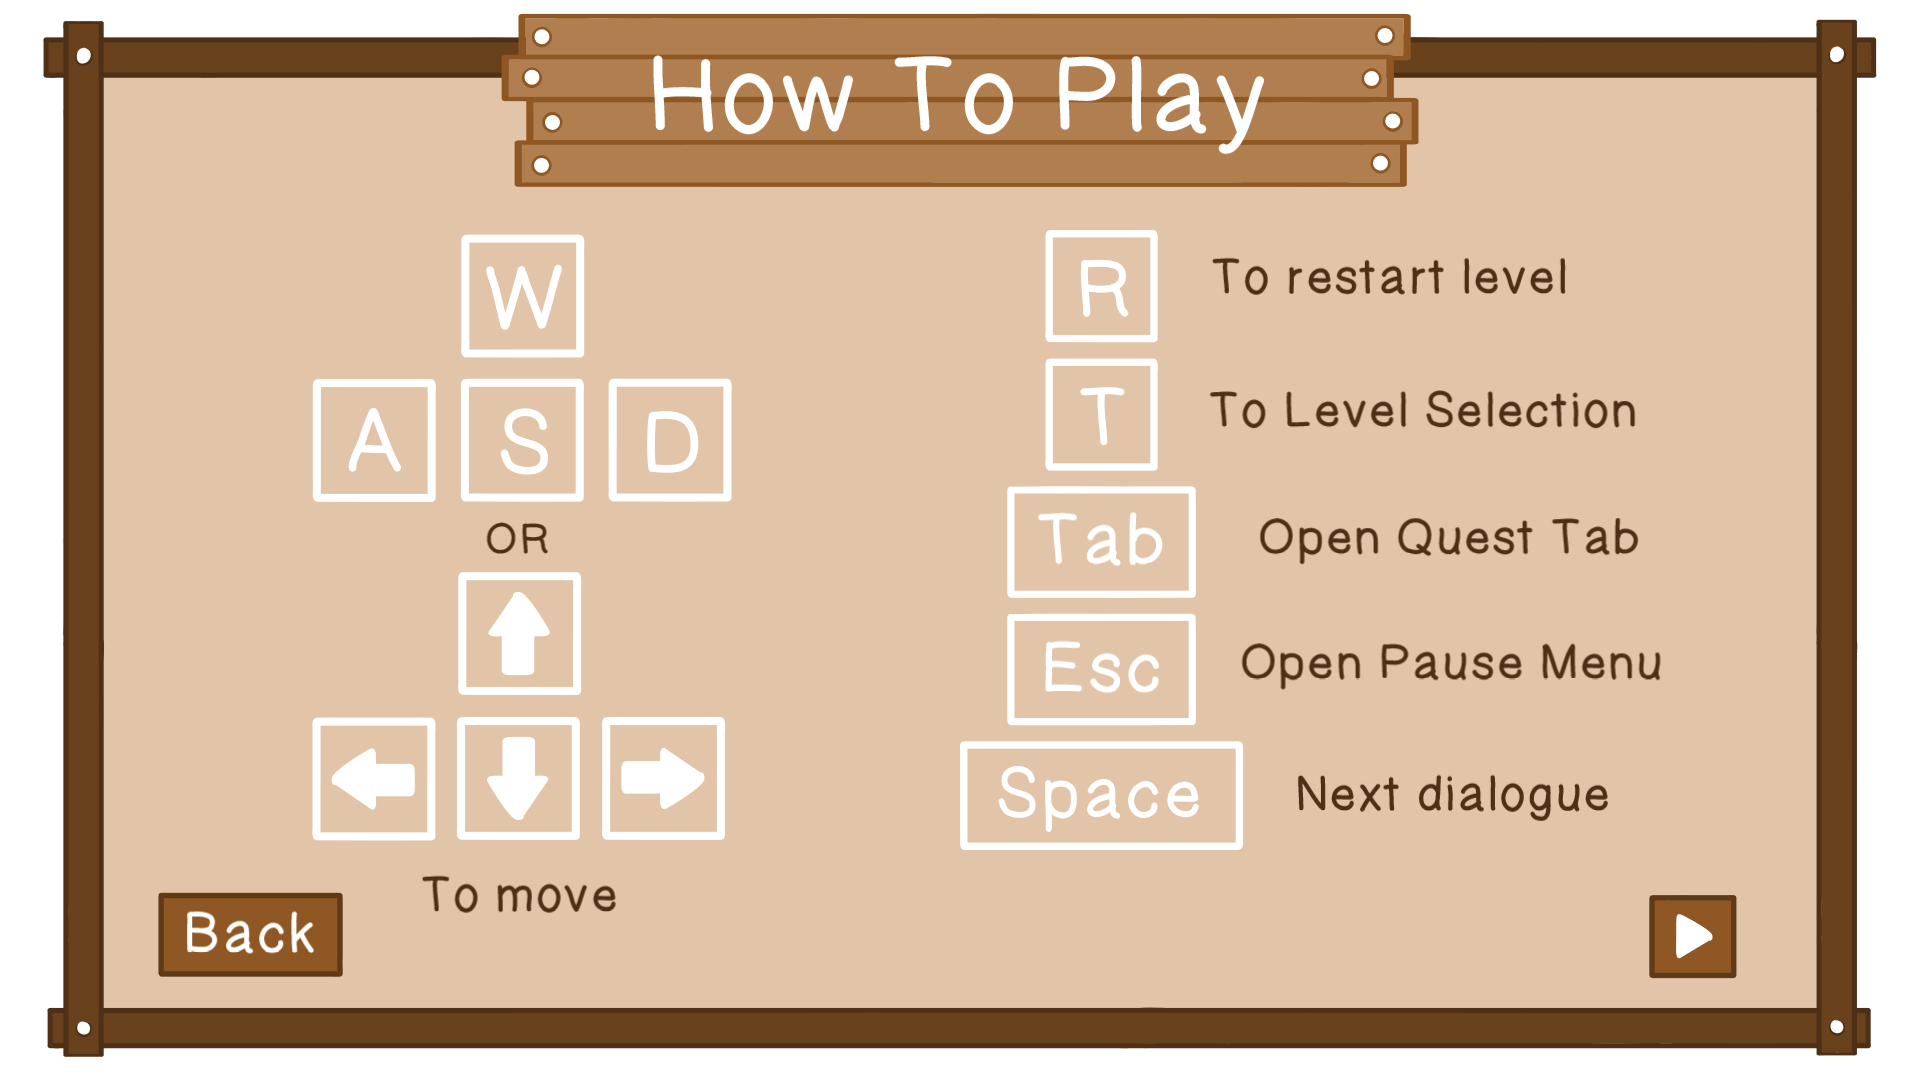 How To Play
W
A S D
OR
To move
R To restart level
T To Level Selection
Tab Open Quest Tab
Esc Open Pause Menu
Space Next dialogue
Back